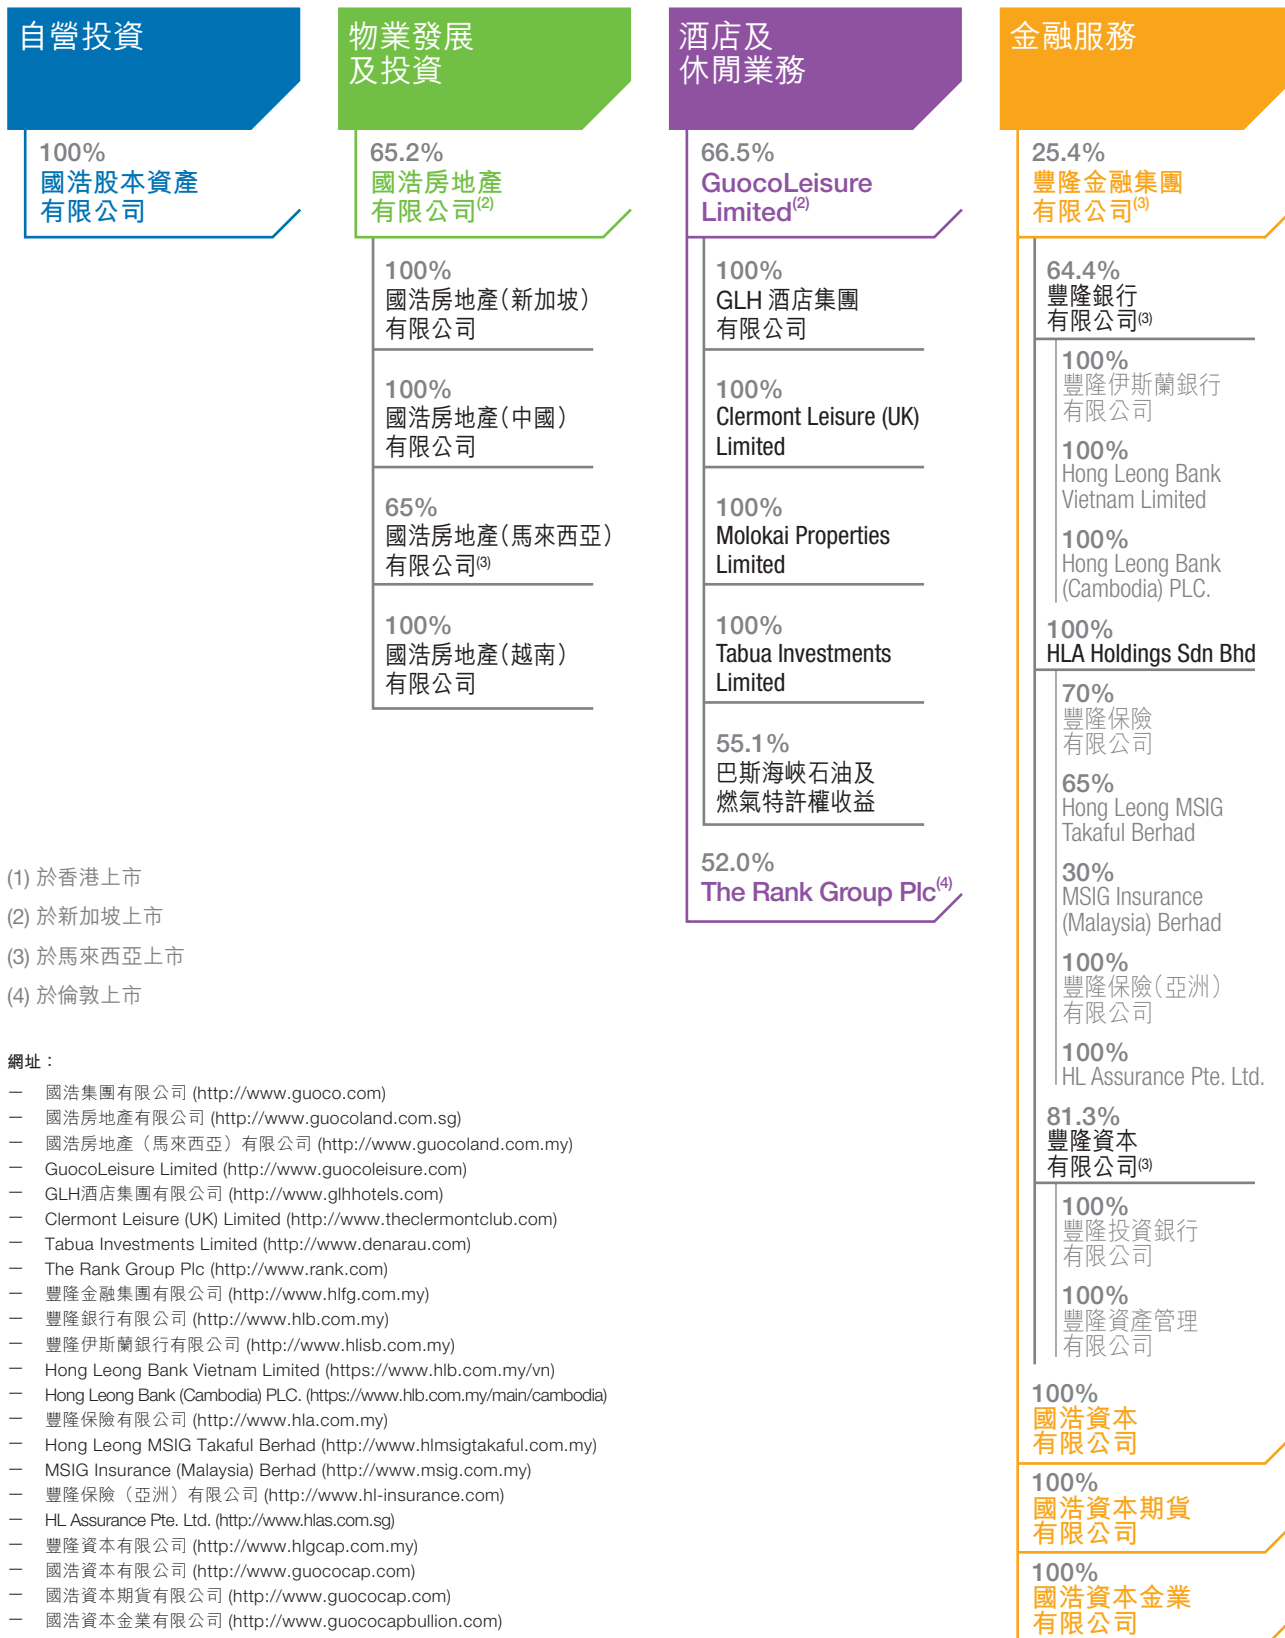 自營投資
100%
國浩股本資產
有限公司
物業發展
及投資
65.2%
國浩房地產
有限公司(2)
100%
國浩房地產(新加坡)
有限公司
100%
國浩房地產(中國)
有限公司
65%
國浩房地產(馬來西亞)
有限公司(3)
100%
國浩房地產(越南)
有限公司
酒店及
休閒業務
66.5%
GuocoLeisure
Limited(2)
100%
GLH 酒店集團
有限公司
100%
Clermont Leisure (UK)
Limited
100%
Molokai Properties
Limited
100%
Tabua Investments
Limited
55.1%
巴斯海峽石油及
燃氣特許權收益
52.0%
The Rank Group Plc(4)
金融服務
25.4%
豐隆金融集團
有限公司(3)
64.4%
豐隆銀行
有限公司(3)
100%
豐隆伊斯蘭銀行
有限公司
100%
Hong Leong Bank
Vietnam Limited
100%
Hong Leong Bank
(Cambodia) PLC.
100%
HLA Holdings Sdn Bhd
70%
豐隆保險
有限公司
65%
Hong Leong MSIG
Takaful Berhad
30%
MSIG Insurance
(Malaysia) Berhad
100%
豐隆保險(亞洲)
有限公司
100%
HL Assurance Pte. Ltd.
81.3%
豐隆資本
有限公司(3)
100%
豐隆投資銀行
有限公司
100%
豐隆資產管理
有限公司
100%
國浩資本
有限公司
100%
國浩資本期貨
有限公司
100%
國浩資本金業
有限公司
(1) 於香港上市
(2) 於新加坡上市
(3) 於馬來西亞上市
(4) 於倫敦上市
網址：
— 國浩集團有限公司 (http://www.guoco.com)
— 國浩房地產有限公司 (http://www.guocoland.com.sg)
— 國浩房地產（馬來西亞）有限公司 (http://www.guocoland.com.my)
— GuocoLeisure Limited (http://www.guocoleisure.com)
— GLH酒店集團有限公司 (http://www.glhhotels.com)
— Clermont Leisure (UK) Limited (http://www.theclermontclub.com)
— Tabua Investments Limited (http://www.denarau.com)
— The Rank Group Plc (http://www.rank.com)
— 豐隆金融集團有限公司 (http://www.hlfg.com.my)
— 豐隆銀行有限公司 (http://www.hlb.com.my)
— 豐隆伊斯蘭銀行有限公司 (http://www.hlisb.com.my)
— Hong Leong Bank Vietnam Limited (https://www.hlb.com.my/vn)
— Hong Leong Bank (Cambodia) PLC. (https://www.hlb.com.my/main/cambodia)
— 豐隆保險有限公司 (http://www.hla.com.my)
— Hong Leong MSIG Takaful Berhad (http://www.hlmsigtakaful.com.my)
— MSIG Insurance (Malaysia) Berhad (http://www.msig.com.my)
— 豐隆保險（亞洲）有限公司 (http://www.hl-insurance.com)
— HL Assurance Pte. Ltd. (http://www.hlas.com.sg)
— 豐隆資本有限公司 (http://www.hlgcap.com.my)
— 國浩資本有限公司 (http://www.guococap.com)
— 國浩資本期貨有限公司 (http://www.guococap.com)
— 國浩資本金業有限公司 (http://www.guococapbullion.com)